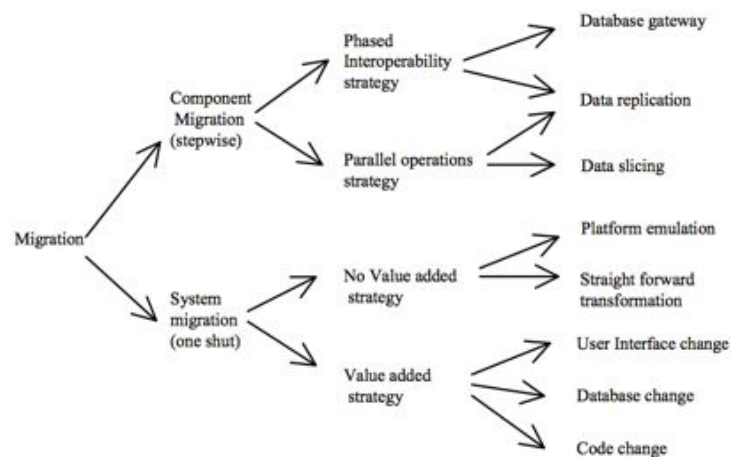 Database gateway
Phased
Interoperability
strategy
Component
Migration
(stepwise)
Data replication
Parallel operations
strategy
Data slicing
Migration
Platform emulation
No Value added
strategy
Straight forward
transformation
System
migration
(one shut)
User Interface change
Value added
strategy
Database change
Code change